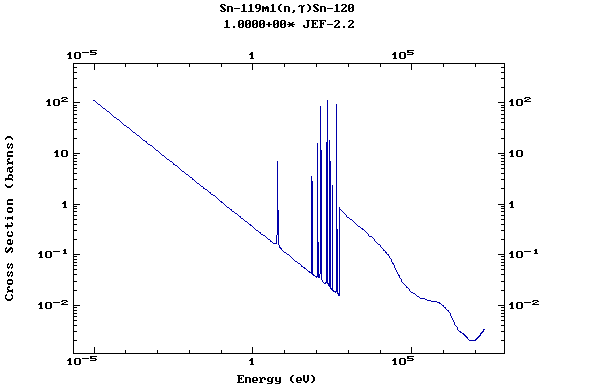 Sn-119m1(n,γ)Sn-120
1.0000+00* JEF-2.2
10⁻⁵ 1 10⁵
10² 10²
10 10
1 1
10⁻¹ 10⁻¹
10⁻² 10⁻²
Cross Section (barns)
10⁻⁵ 1 10⁵
Energy (eV)